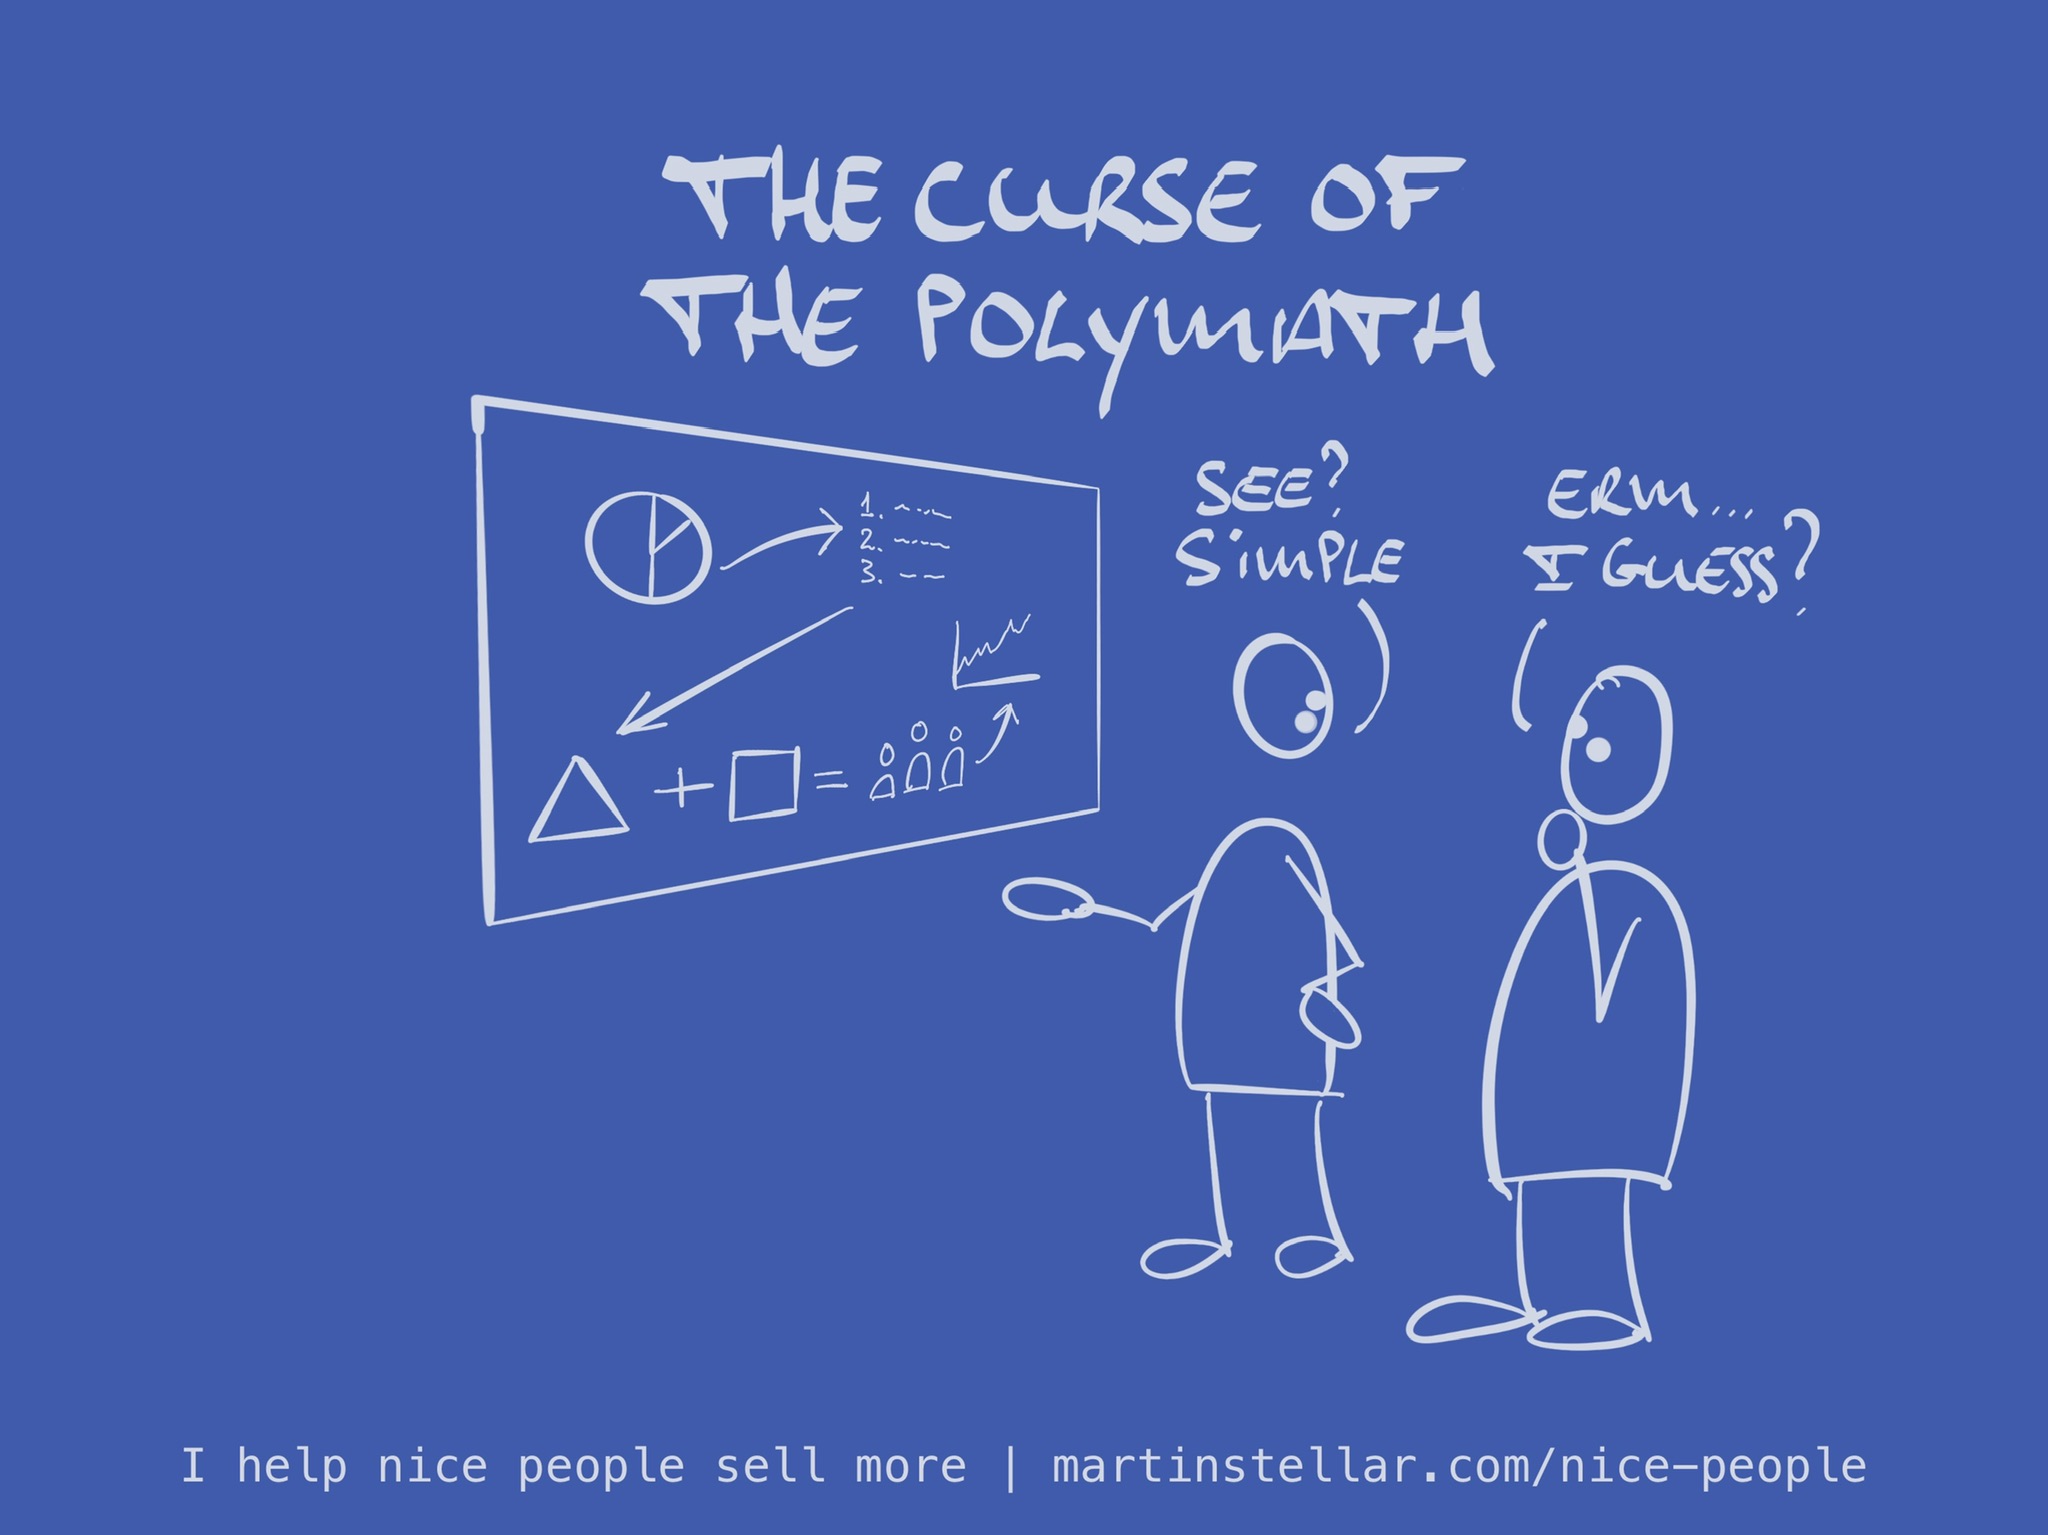 THE CURSE OF
THE POLYMATH
SEE?
SIMPLE
ERM...
I GUESS?
1.
2.
3.
+
=
I help nice people sell more | martinstellar.com/nice-people